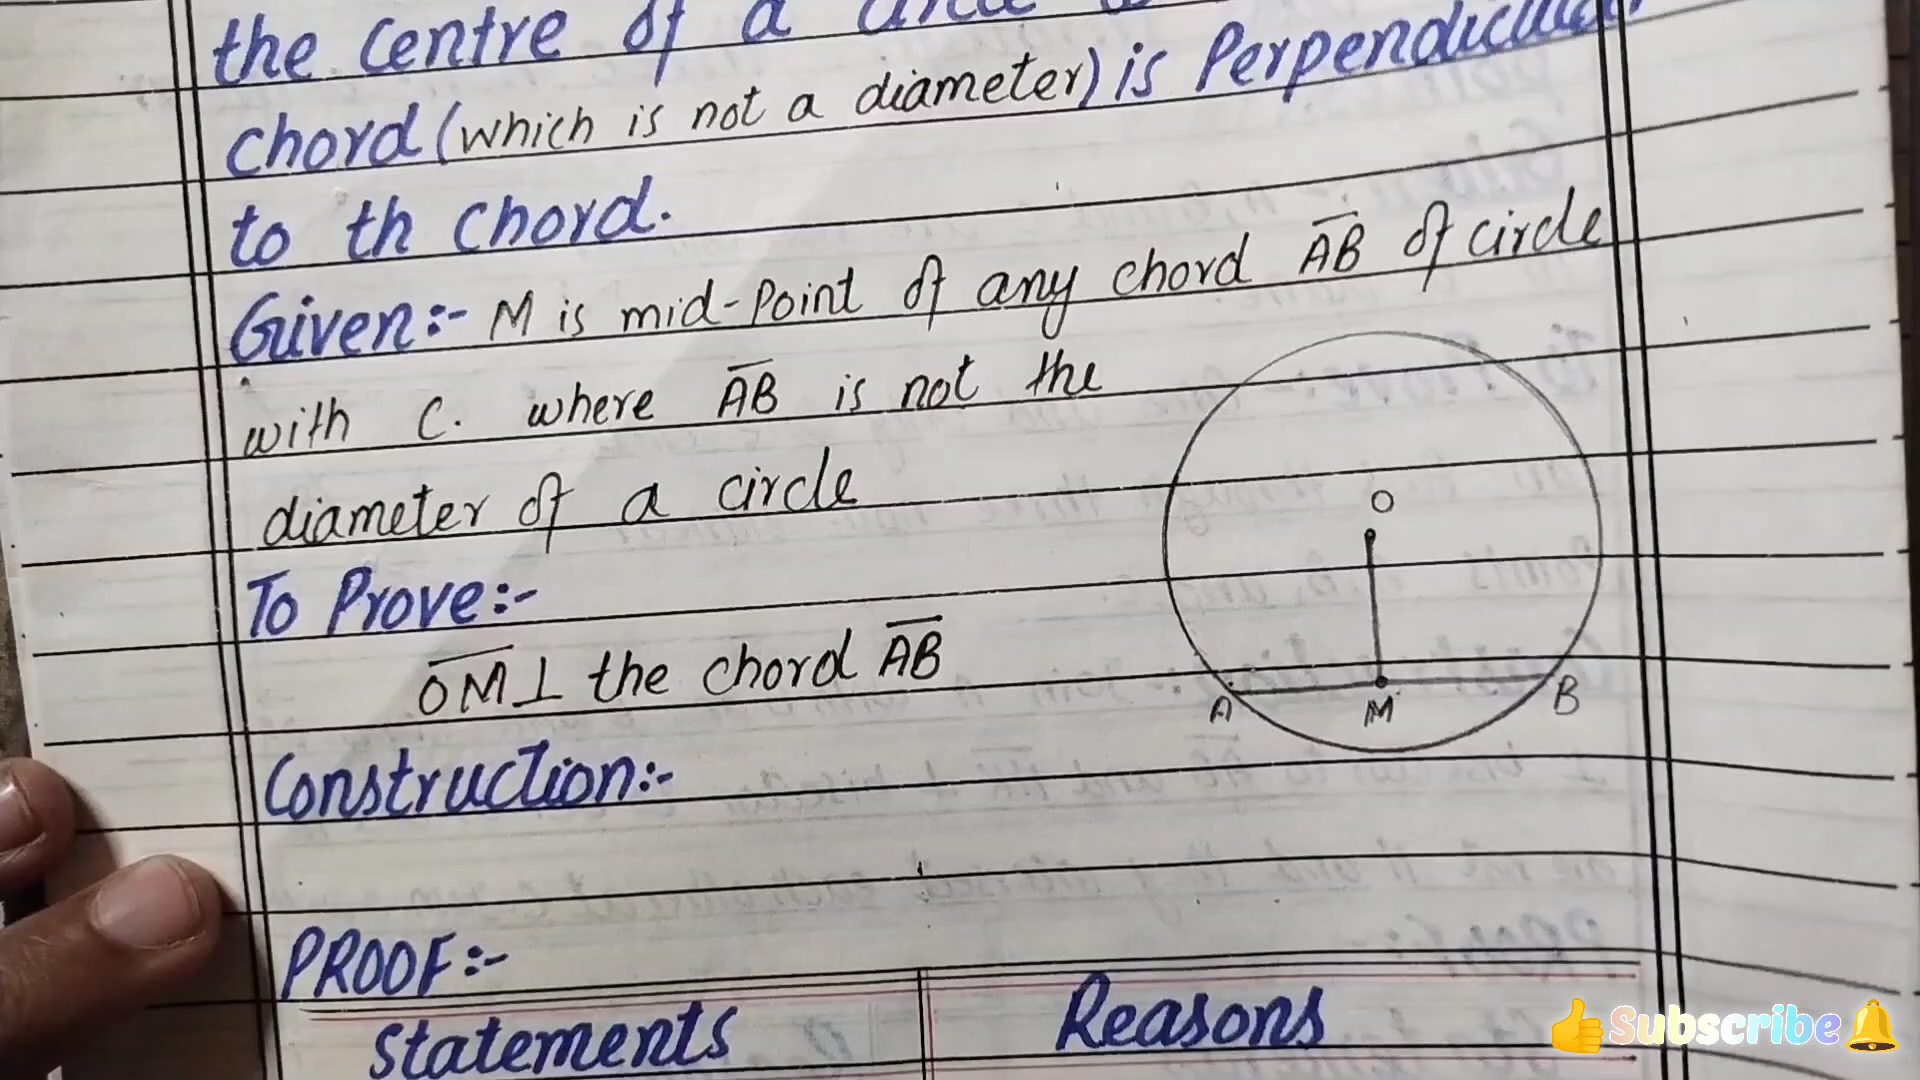 the centre of a circle
chord (which is not a diameter) is Perpendicular
to th chord.
Given:- M is mid-point of any chord AB of circle
with C. where AB is not the
diameter of a circle
To Prove:-
OM ⊥ the chord AB
Construction:-
PROOF:-
Statements Reasons
O
A M B
Subscribe